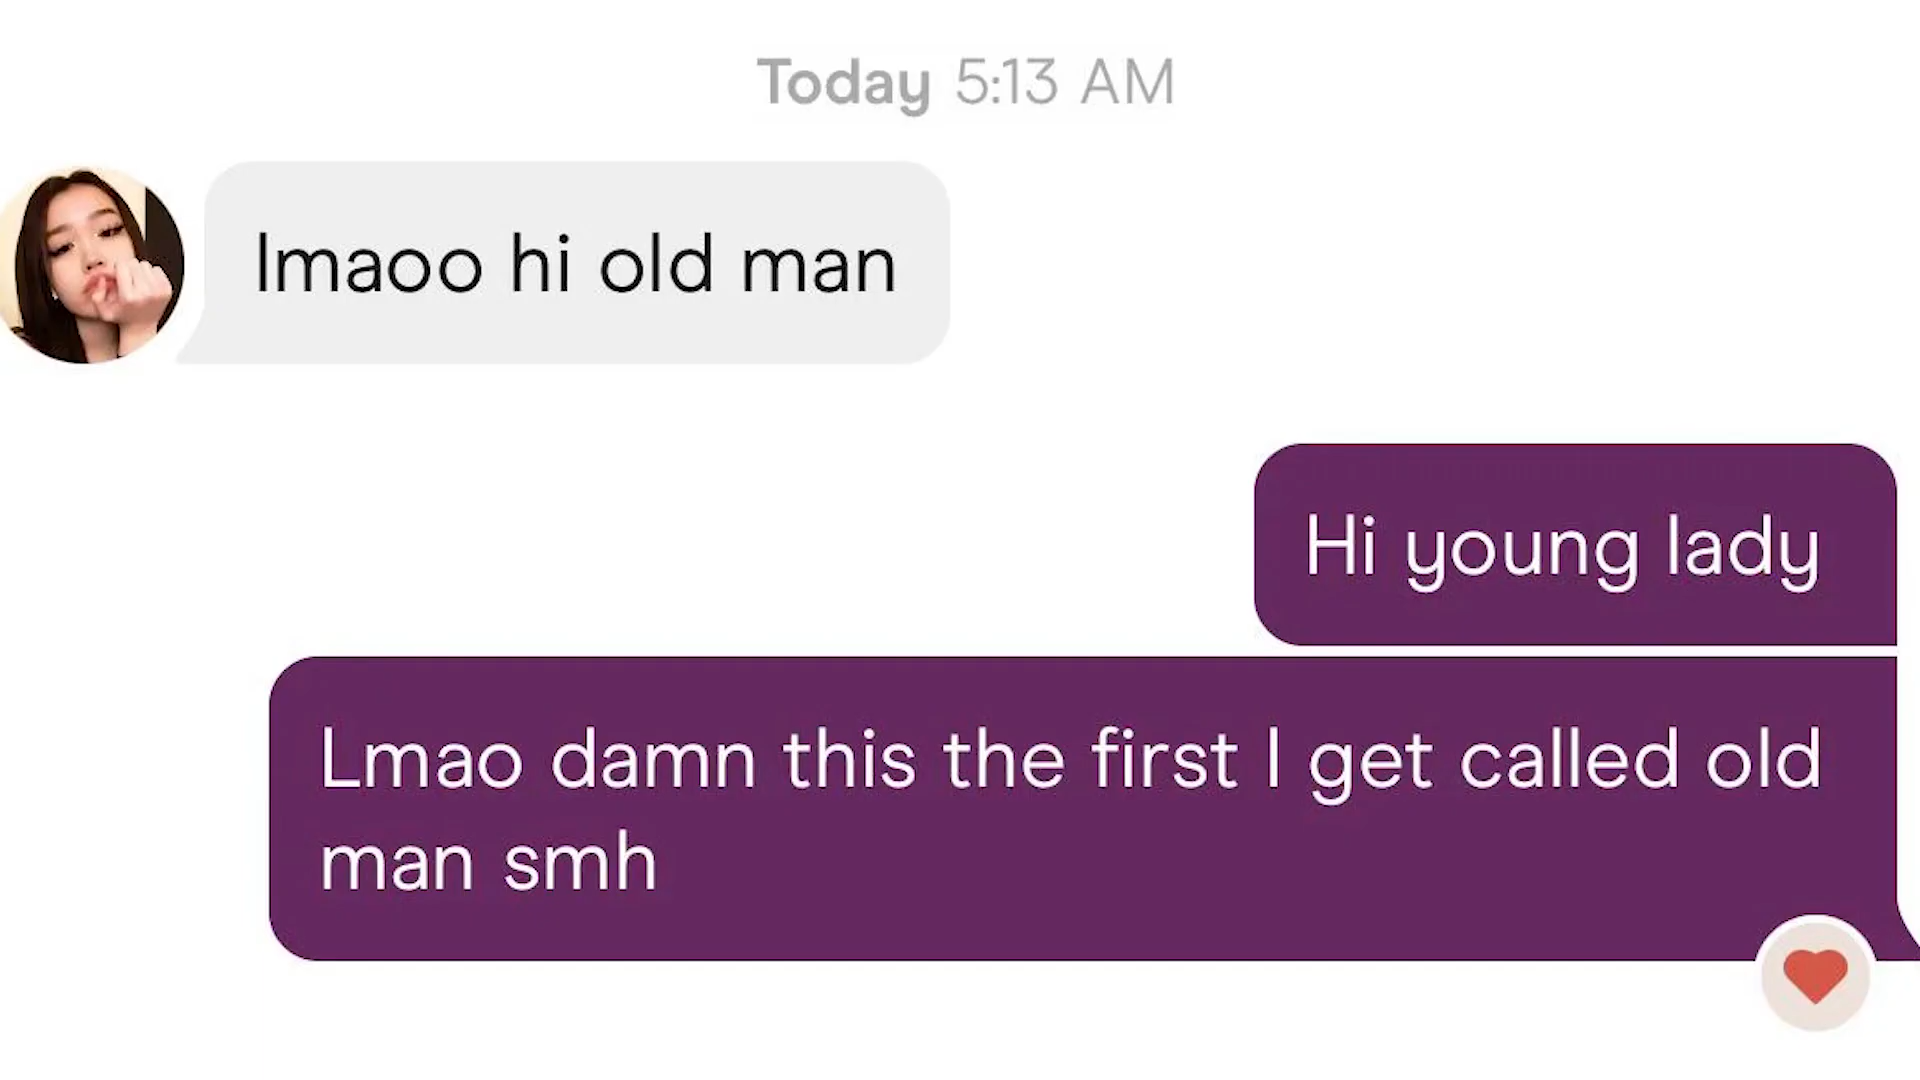 Today 5:13 AM
lmaoo hi old man
Hi young lady
Lmao damn this the first I get called old
man smh